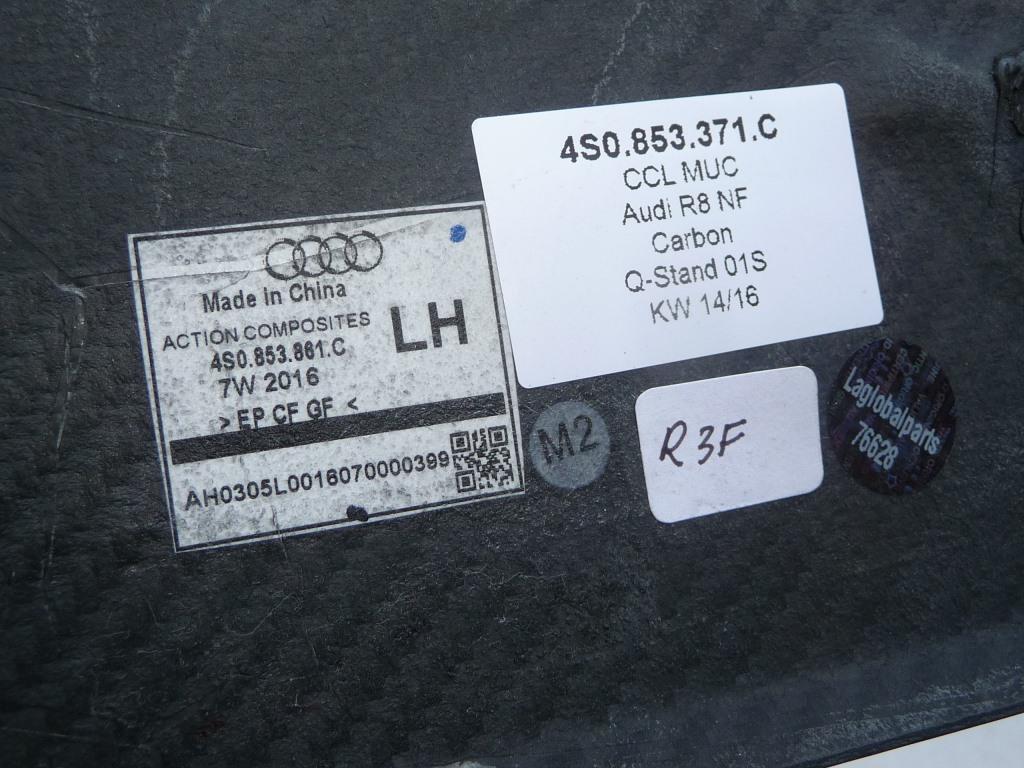 4S0.853.371.C
CCL MUC
Audi R8 NF
Carbon
Q-Stand 01S
KW 14/16
Made in China
ACTION COMPOSITES
LH
4S0.853.861.C
7W 2016
>EP CF GF <
AH0305L0016070000399
M2
R3F
Laglobalparts
76628